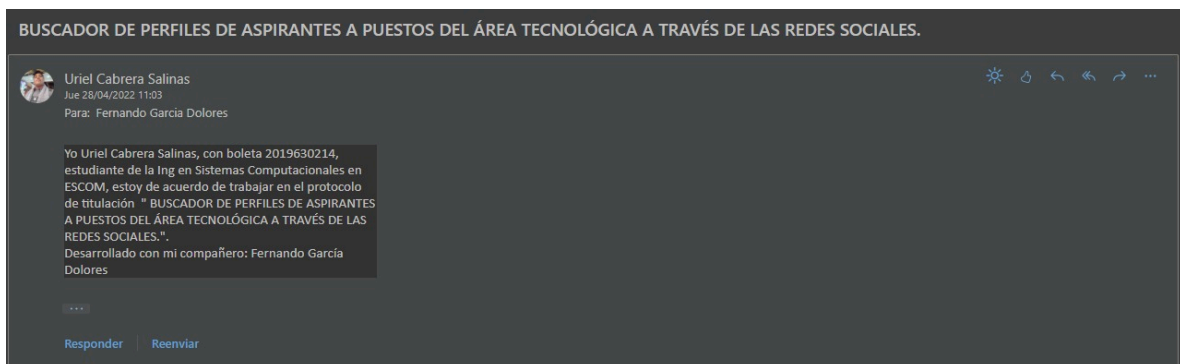 BUSCADOR DE PERFILES DE ASPIRANTES A PUESTOS DEL ÁREA TECNOLÓGICA A TRAVÉS DE LAS REDES SOCIALES.
Uriel Cabrera Salinas
Jue 28/04/2022 11:03
Para: Fernando Garcia Dolores
Yo Uriel Cabrera Salinas, con boleta 2019630214,
estudiante de la Ing en Sistemas Computacionales en
ESCOM, estoy de acuerdo de trabajar en el protocolo
de titulación " BUSCADOR DE PERFILES DE ASPIRANTES
A PUESTOS DEL ÁREA TECNOLÓGICA A TRAVÉS DE LAS
REDES SOCIALES.".
Desarrollado con mi compañero: Fernando García
Dolores
...
Responder Reenviar